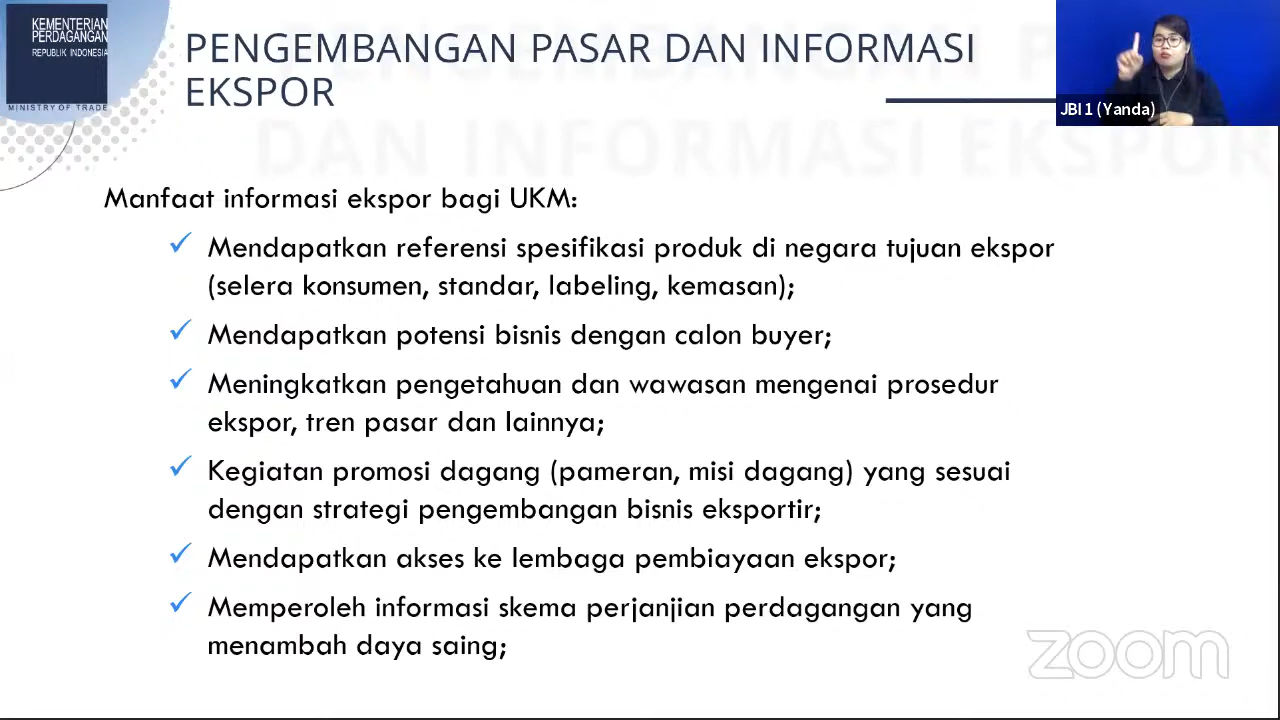 KEMENTERIAN
PERDAGANGAN
REPUBLIK INDONESIA
MINISTRY OF TRADE
PENGEMBANGAN PASAR DAN INFORMASI
EKSPOR
JBI 1 (Yanda)
DAN INFORMASI EKSPOR
Manfaat informasi ekspor bagi UKM:
✓ Mendapatkan referensi spesifikasi produk di negara tujuan ekspor
(selera konsumen, standar, labeling, kemasan);
✓ Mendapatkan potensi bisnis dengan calon buyer;
✓ Meningkatkan pengetahuan dan wawasan mengenai prosedur
ekspor, tren pasar dan lainnya;
✓ Kegiatan promosi dagang (pameran, misi dagang) yang sesuai
dengan strategi pengembangan bisnis eksportir;
✓ Mendapatkan akses ke lembaga pembiayaan ekspor;
✓ Memperoleh informasi skema perjanjian perdagangan yang
menambah daya saing;
zoom